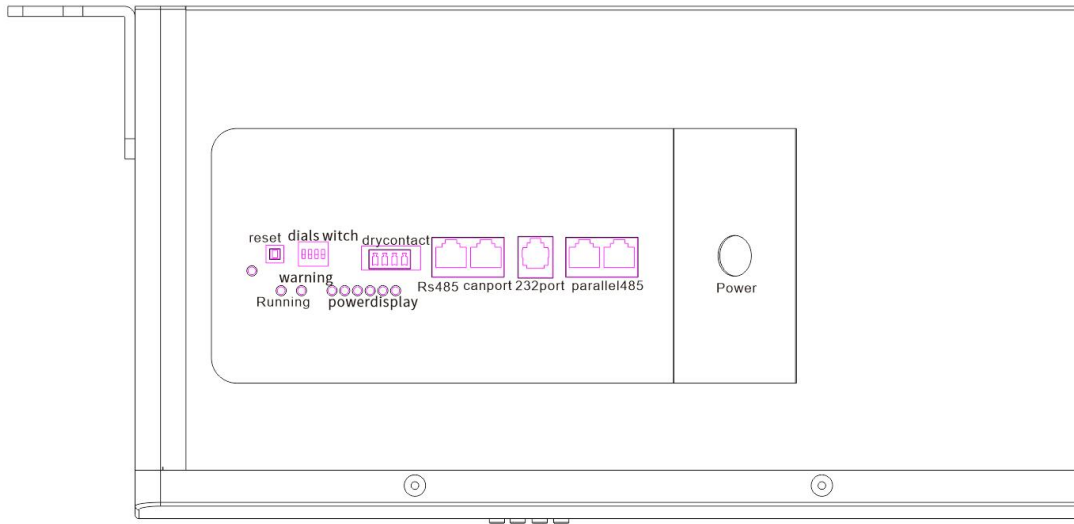 reset
dials witch
drycontact
warning
Running
powerdisplay
Rs485 canport 232port parallel485
Power